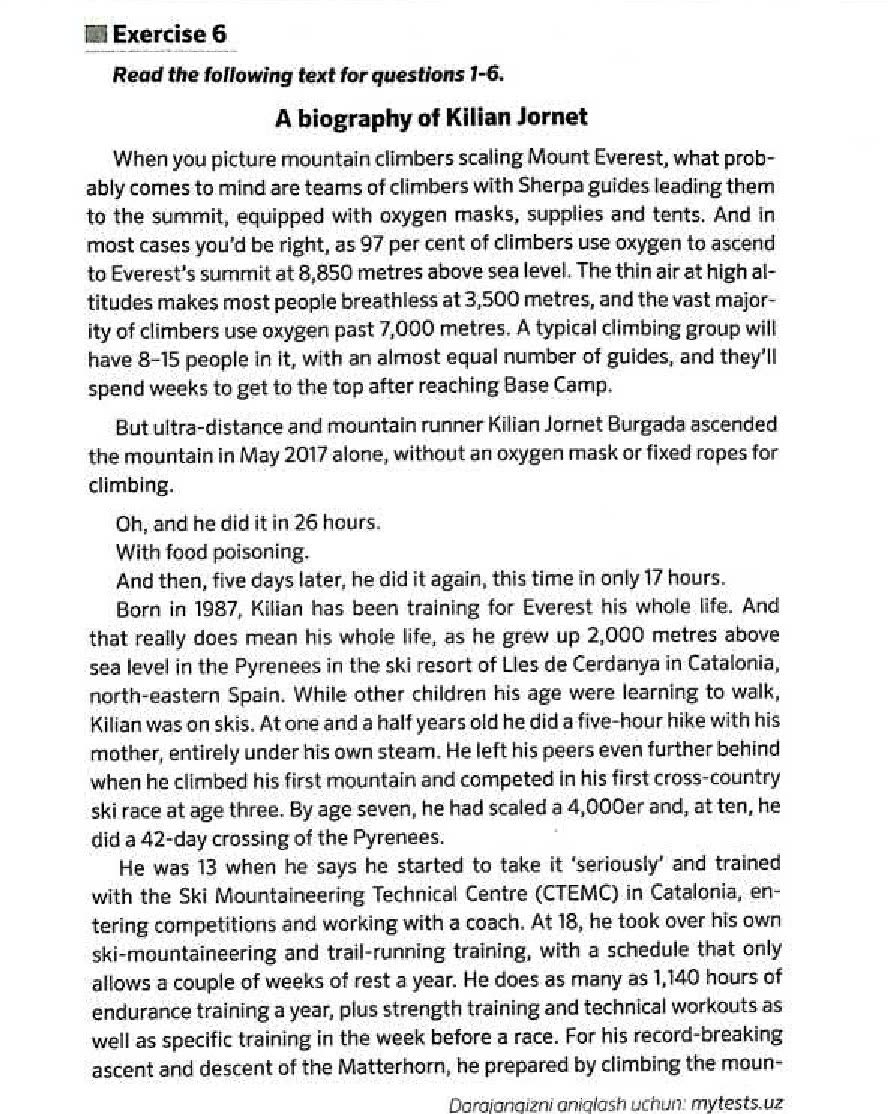 Exercise 6
Read the following text for questions 1-6.
A biography of Kilian Jornet
When you picture mountain climbers scaling Mount Everest, what prob-
ably comes to mind are teams of climbers with Sherpa guides leading them
to the summit, equipped with oxygen masks, supplies and tents. And in
most cases you'd be right, as 97 per cent of climbers use oxygen to ascend
to Everest's summit at 8,850 metres above sea level. The thin air at high al-
titudes makes most people breathless at 3,500 metres, and the vast major-
ity of climbers use oxygen past 7,000 metres. A typical climbing group will
have 8–15 people in it, with an almost equal number of guides, and they'll
spend weeks to get to the top after reaching Base Camp.
But ultra-distance and mountain runner Kilian Jornet Burgada ascended
the mountain in May 2017 alone, without an oxygen mask or fixed ropes for
climbing.
Oh, and he did it in 26 hours.
With food poisoning.
And then, five days later, he did it again, this time in only 17 hours.
Born in 1987, Kilian has been training for Everest his whole life. And
that really does mean his whole life, as he grew up 2,000 metres above
sea level in the Pyrenees in the ski resort of Lles de Cerdanya in Catalonia,
north-eastern Spain. While other children his age were learning to walk,
Kilian was on skis. At one and a half years old he did a five-hour hike with his
mother, entirely under his own steam. He left his peers even further behind
when he climbed his first mountain and competed in his first cross-country
ski race at age three. By age seven, he had scaled a 4,000er and, at ten, he
did a 42-day crossing of the Pyrenees.
He was 13 when he says he started to take it 'seriously' and trained
with the Ski Mountaineering Technical Centre (CTEMC) in Catalonia, en-
tering competitions and working with a coach. At 18, he took over his own
ski-mountaineering and trail-running training, with a schedule that only
allows a couple of weeks of rest a year. He does as many as 1,140 hours of
endurance training a year, plus strength training and technical workouts as
well as specific training in the week before a race. For his record-breaking
ascent and descent of the Matterhorn, he prepared by climbing the moun-
Darajangizni aniqlash uchun: mytests.uz